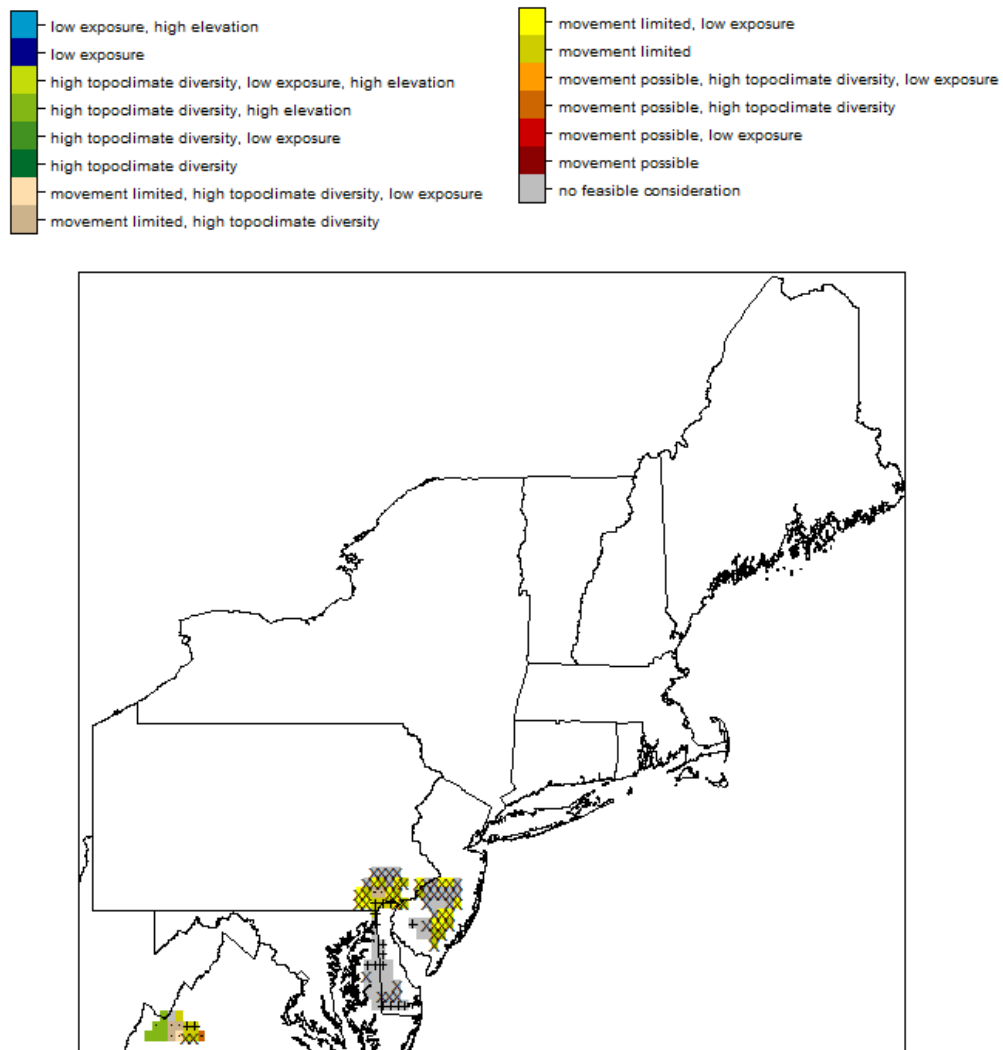 low exposure, high elevation
low exposure
high topoclimate diversity, low exposure, high elevation
high topoclimate diversity, high elevation
high topoclimate diversity, low exposure
high topoclimate diversity
movement limited, high topoclimate diversity, low exposure
movement limited, high topoclimate diversity
movement limited, low exposure
movement limited
movement possible, high topoclimate diversity, low exposure
movement possible, high topoclimate diversity
movement possible, low exposure
movement possible
no feasible consideration